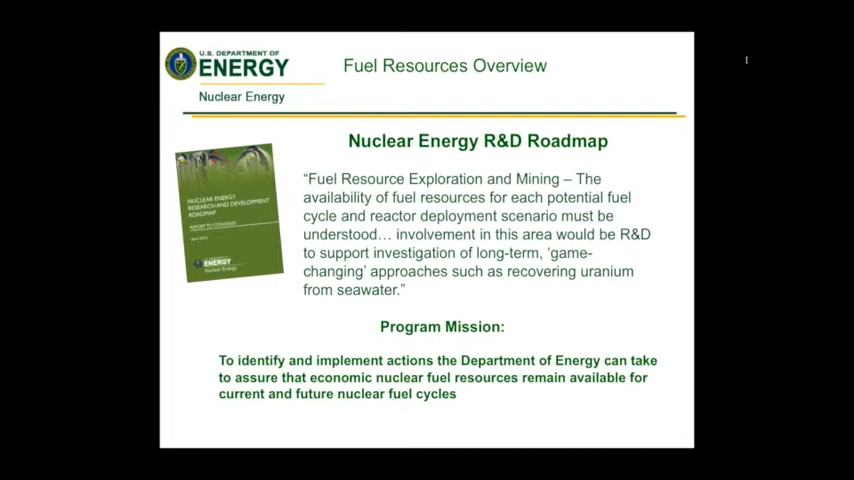 U.S. DEPARTMENT OF
ENERGY
Nuclear Energy
Fuel Resources Overview
Nuclear Energy R&D Roadmap
NUCLEAR ENERGY
RESEARCH AND DEVELOPMENT
ROADMAP
REPORT TO CONGRESS
April 2010
ENERGY
Nuclear Energy
“Fuel Resource Exploration and Mining – The
availability of fuel resources for each potential fuel
cycle and reactor deployment scenario must be
understood… involvement in this area would be R&D
to support investigation of long-term, ‘game-
changing’ approaches such as recovering uranium
from seawater.”
Program Mission:
To identify and implement actions the Department of Energy can take
to assure that economic nuclear fuel resources remain available for
current and future nuclear fuel cycles